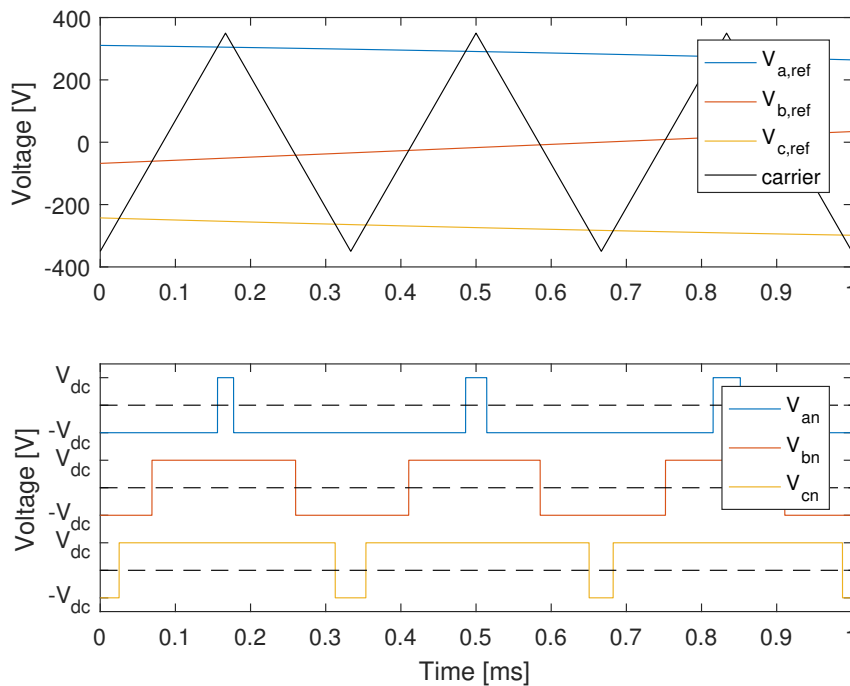 400
200
0
-200
-400
Voltage [V]
V_a,ref
V_b,ref
V_c,ref
carrier
0 0.1 0.2 0.3 0.4 0.5 0.6 0.7 0.8 0.9 1
V_dc
-V_dc
V_dc
-V_dc
V_dc
-V_dc
Voltage [V]
V_an
V_bn
V_cn
0 0.1 0.2 0.3 0.4 0.5 0.6 0.7 0.8 0.9 1
Time [ms]